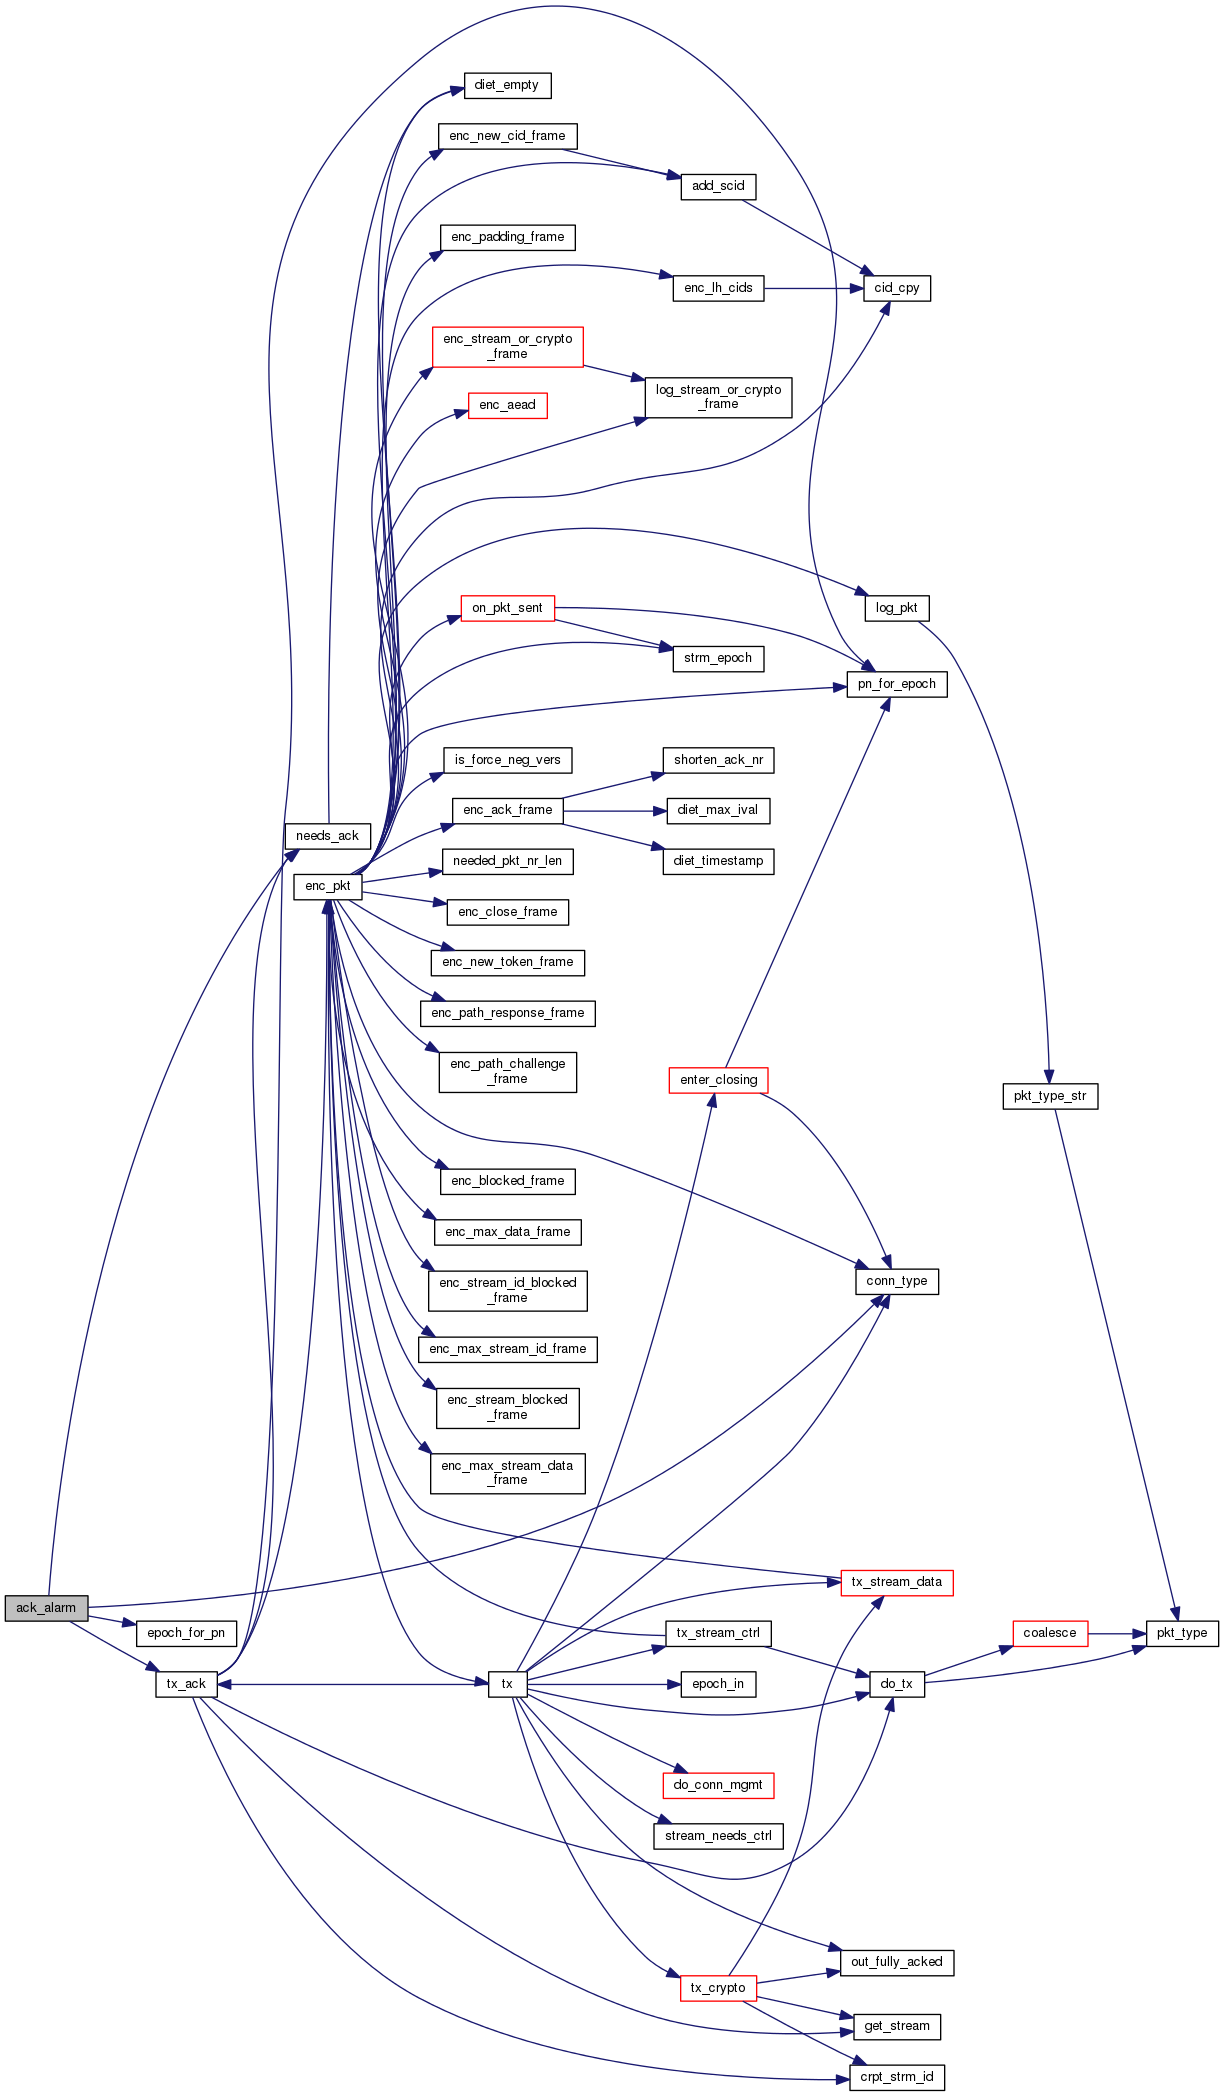 diet_empty
enc_new_cid_frame
add_scid
enc_padding_frame
enc_lh_cids
cid_cpy
enc_stream_or_crypto
_frame
log_stream_or_crypto
_frame
enc_aead
on_pkt_sent
log_pkt
strm_epoch
pn_for_epoch
is_force_neg_vers
shorten_ack_nr
enc_ack_frame
diet_max_ival
needs_ack
needed_pkt_nr_len
diet_timestamp
enc_pkt
enc_close_frame
enc_new_token_frame
enc_path_response_frame
enc_path_challenge
_frame
enter_closing
pkt_type_str
enc_blocked_frame
enc_max_data_frame
enc_stream_id_blocked
_frame
conn_type
enc_max_stream_id_frame
enc_stream_blocked
_frame
enc_max_stream_data
_frame
tx_stream_data
ack_alarm
epoch_for_pn
tx_stream_ctrl
coalesce
pkt_type
tx_ack
tx
epoch_in
do_tx
do_conn_mgmt
stream_needs_ctrl
out_fully_acked
tx_crypto
get_stream
crpt_strm_id